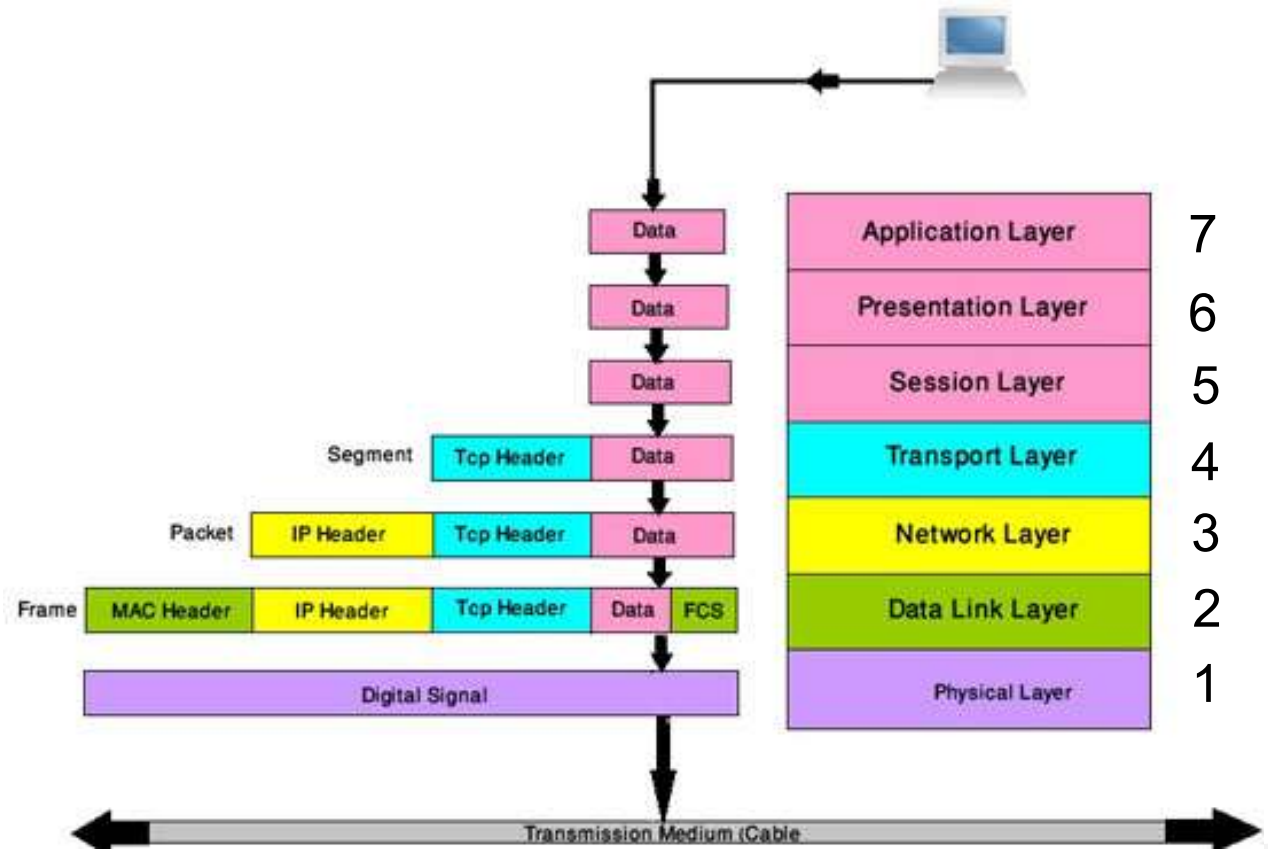 Data Application Layer 7
Data Presentation Layer 6
Data Session Layer 5
Segment Tcp Header Data Transport Layer 4
Packet IP Header Tcp Header Data Network Layer 3
Frame MAC Header IP Header Tcp Header Data FCS Data Link Layer 2
Digital Signal Physical Layer 1
Transmission Medium (Cable